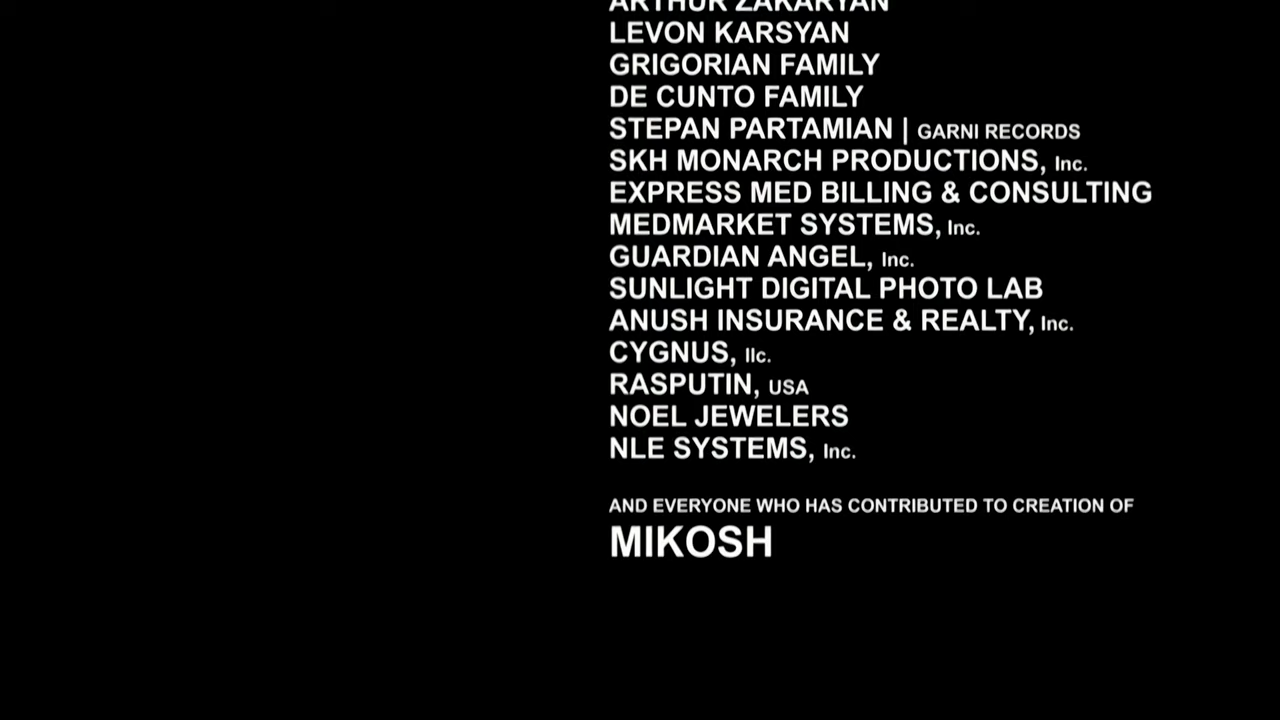 ARTHUR ZAKARYAN
LEVON KARSYAN
GRIGORIAN FAMILY
DE CUNTO FAMILY
STEPAN PARTAMIAN | GARNI RECORDS
SKH MONARCH PRODUCTIONS, Inc.
EXPRESS MED BILLING & CONSULTING
MEDMARKET SYSTEMS, Inc.
GUARDIAN ANGEL, Inc.
SUNLIGHT DIGITAL PHOTO LAB
ANUSH INSURANCE & REALTY, Inc.
CYGNUS, llc.
RASPUTIN, USA
NOEL JEWELERS
NLE SYSTEMS, Inc.
AND EVERYONE WHO HAS CONTRIBUTED TO CREATION OF
MIKOSH